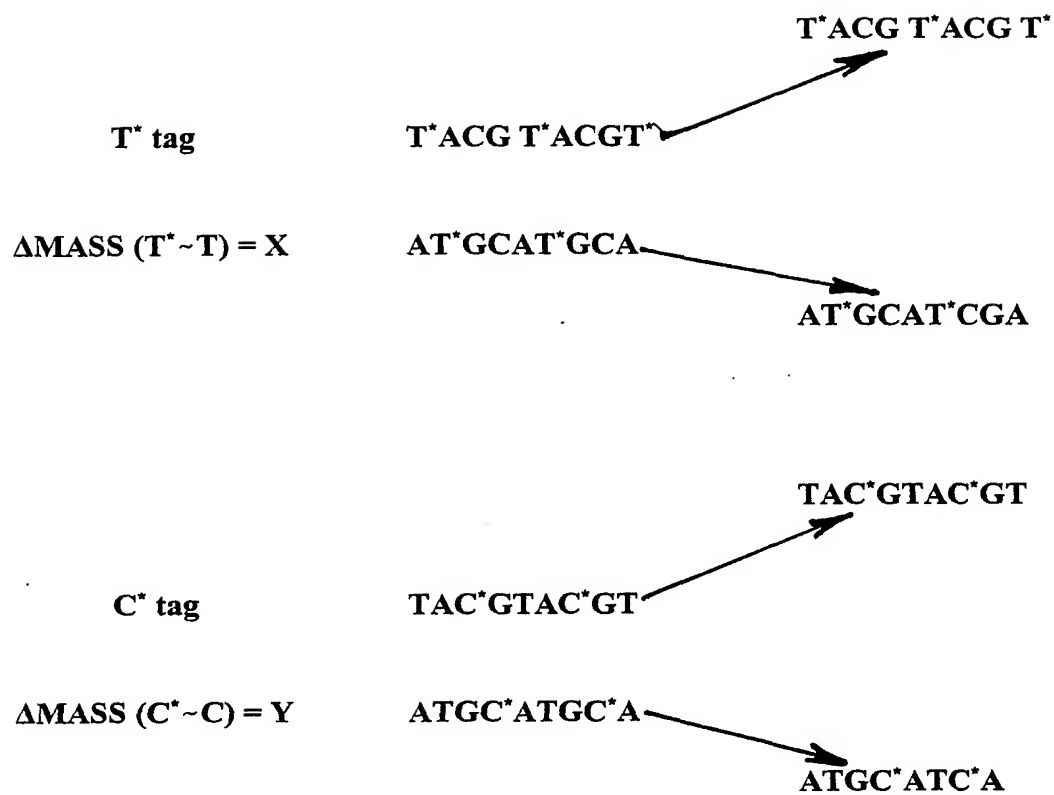 T*ACG T*ACG T*
T* tag T*ACG T*ACGT*
ΔMASS (T*~T) = X AT*GCAT*GCA
AT*GCAT*CGA
TAC*GTAC*GT
C* tag TAC*GTAC*GT
ΔMASS (C*~C) = Y ATGC*ATGC*A
ATGC*ATC*A